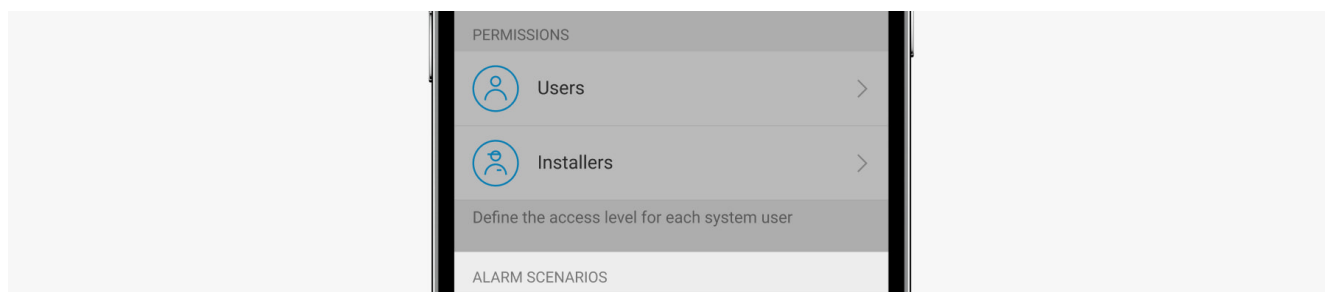 PERMISSIONS
Users
Installers
Define the access level for each system user
ALARM SCENARIOS